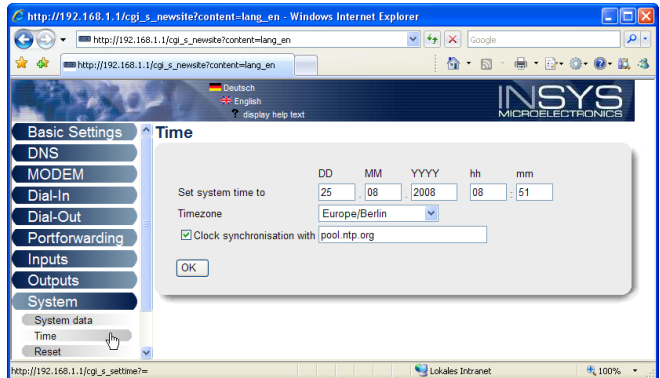 http://192.168.1.1/cgi_s_newsite?content=lang_en - Windows Internet Explorer
http://192.168.1.1/cgi_s_newsite?content=lang_en
Google
http://192.168.1.1/cgi_s_newsite?content=lang_en
Deutsch
English
? display help text
INSYS
MICROELECTRONICS
Basic Settings
DNS
MODEM
Dial-In
Dial-Out
Portforwarding
Inputs
Outputs
System
System data
Time
Reset
Time
DD MM YYYY hh mm
Set system time to 25 . 08 . 2008 08 : 51
Timezone Europe/Berlin
Clock synchronisation with pool.ntp.org
OK
http://192.168.1.1/cgi_s_settime?= Lokales Intranet 100%